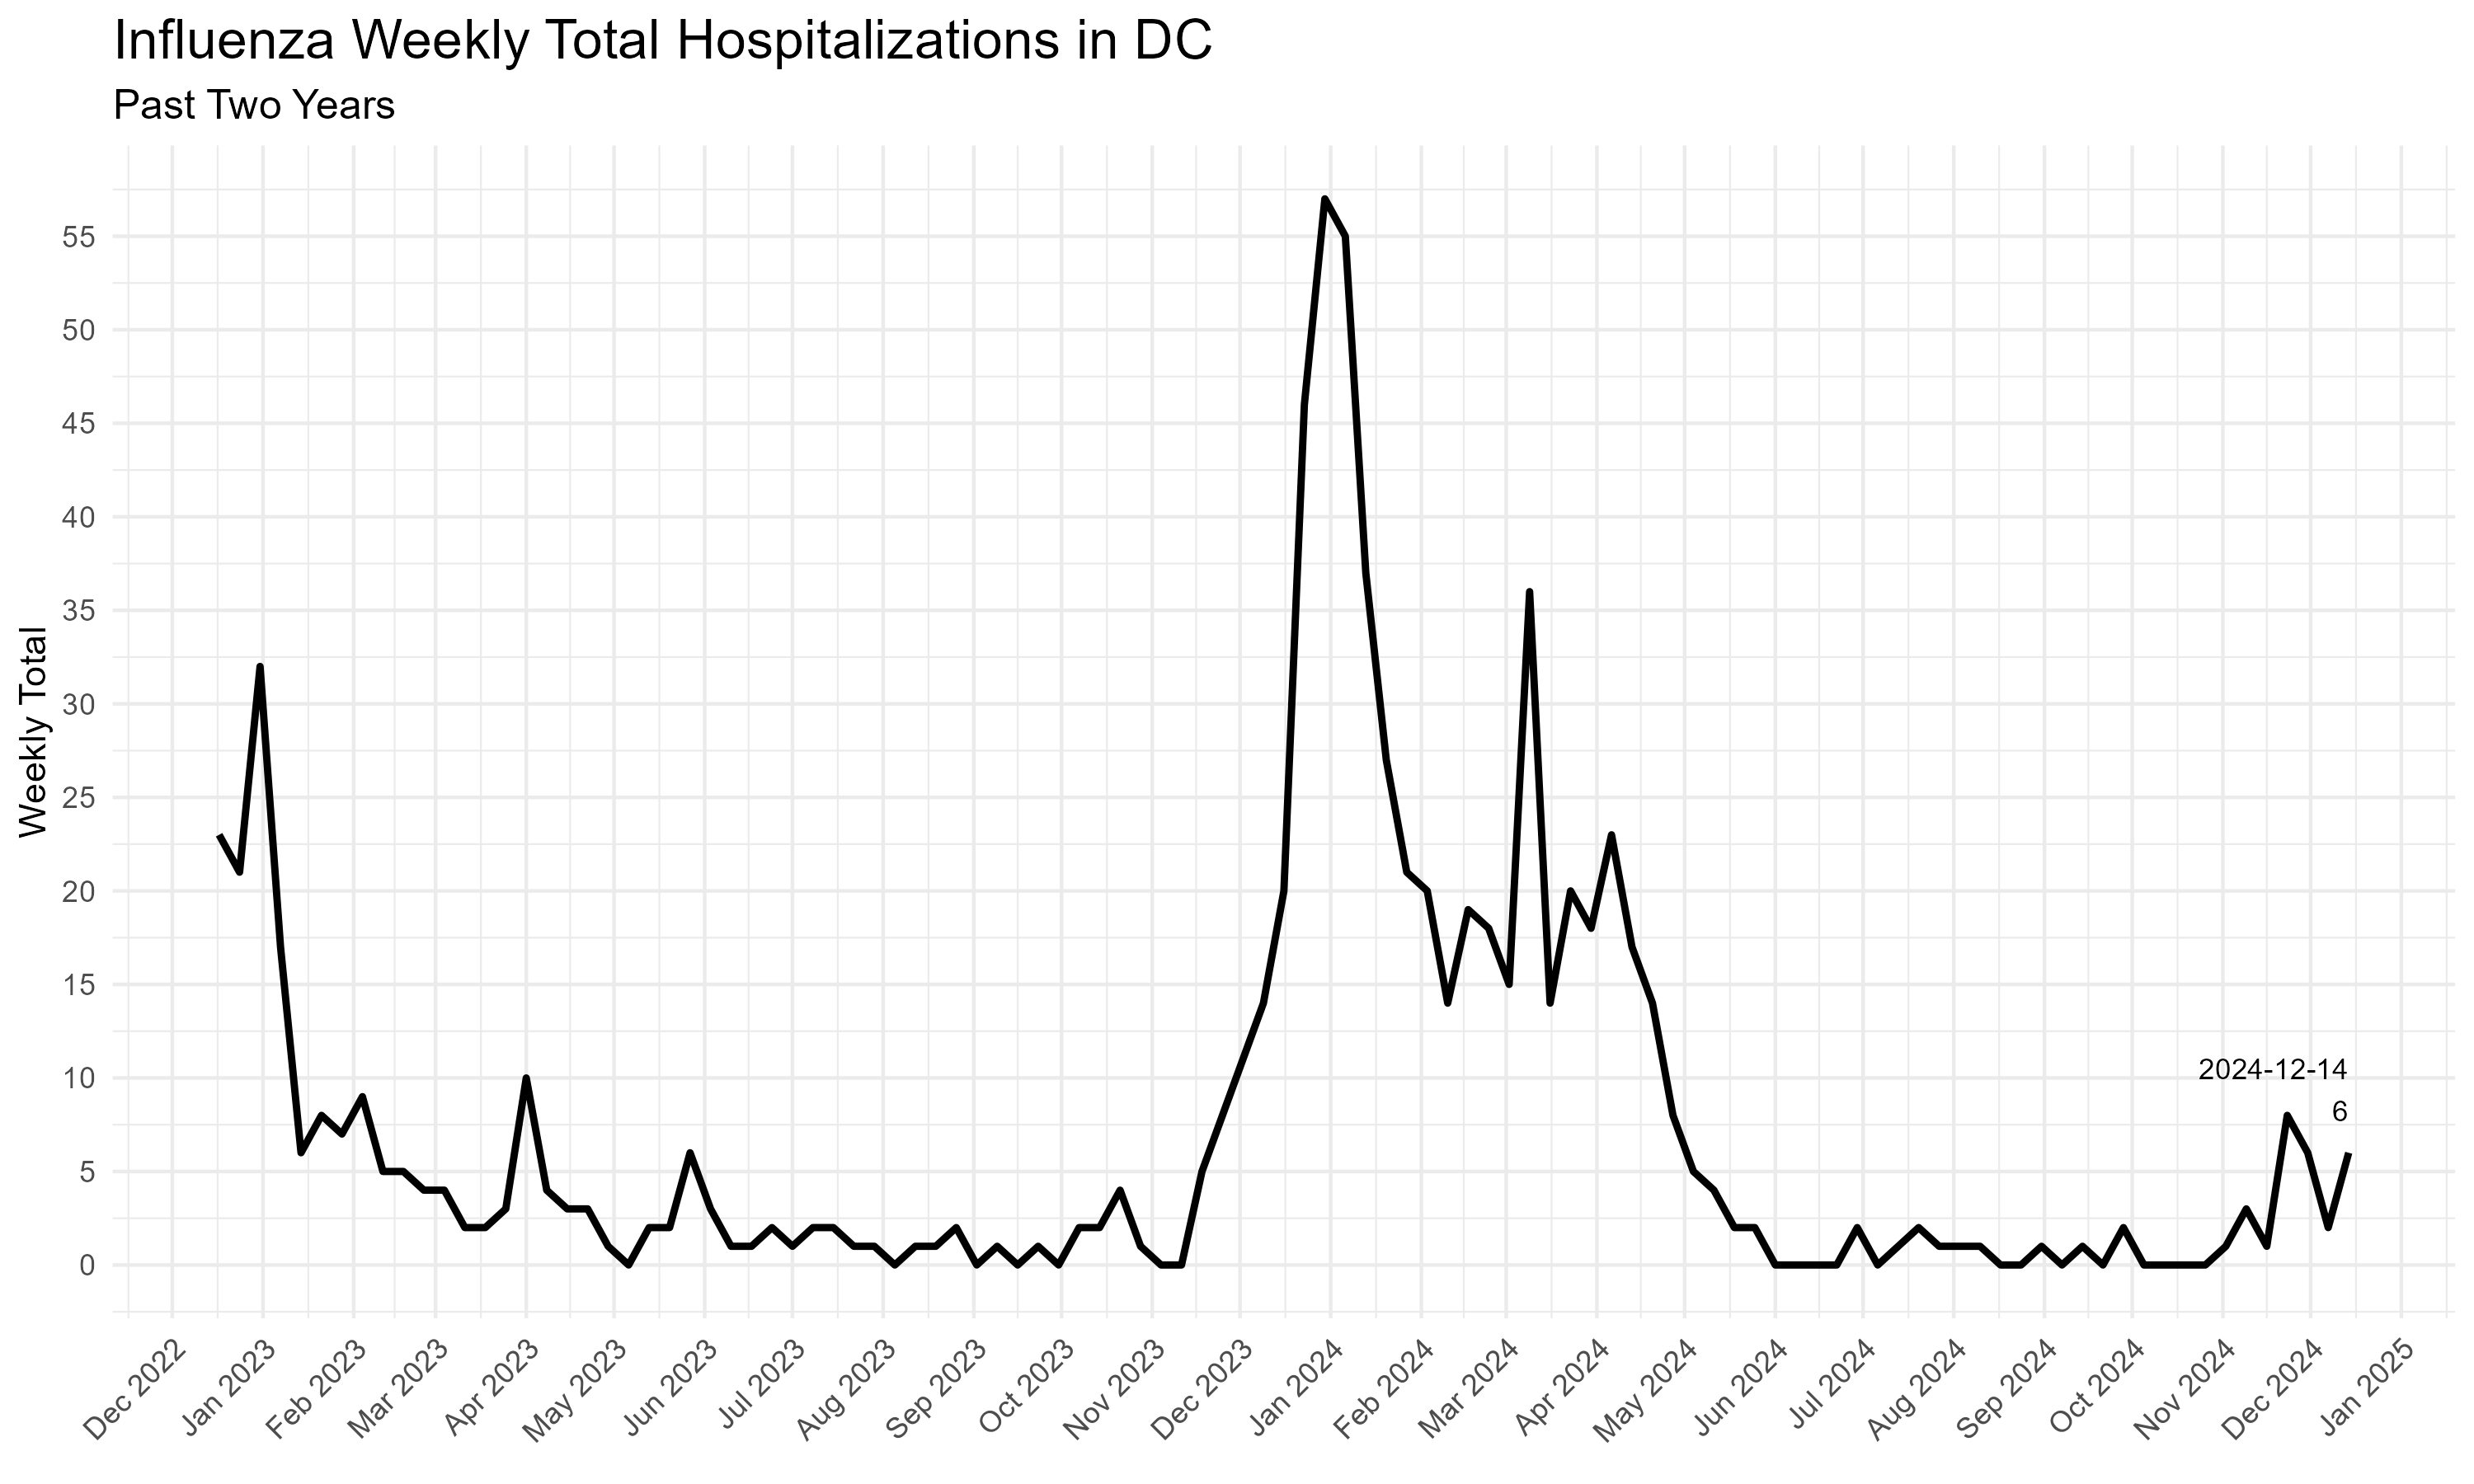 Influenza Weekly Total Hospitalizations in DC
Past Two Years
Weekly Total
55
50
45
40
35
30
25
20
15
10
5
0
2024-12-14
6
Dec 2022
Jan 2023
Feb 2023
Mar 2023
Apr 2023
May 2023
Jun 2023
Jul 2023
Aug 2023
Sep 2023
Oct 2023
Nov 2023
Dec 2023
Jan 2024
Feb 2024
Mar 2024
Apr 2024
May 2024
Jun 2024
Jul 2024
Aug 2024
Sep 2024
Oct 2024
Nov 2024
Dec 2024
Jan 2025